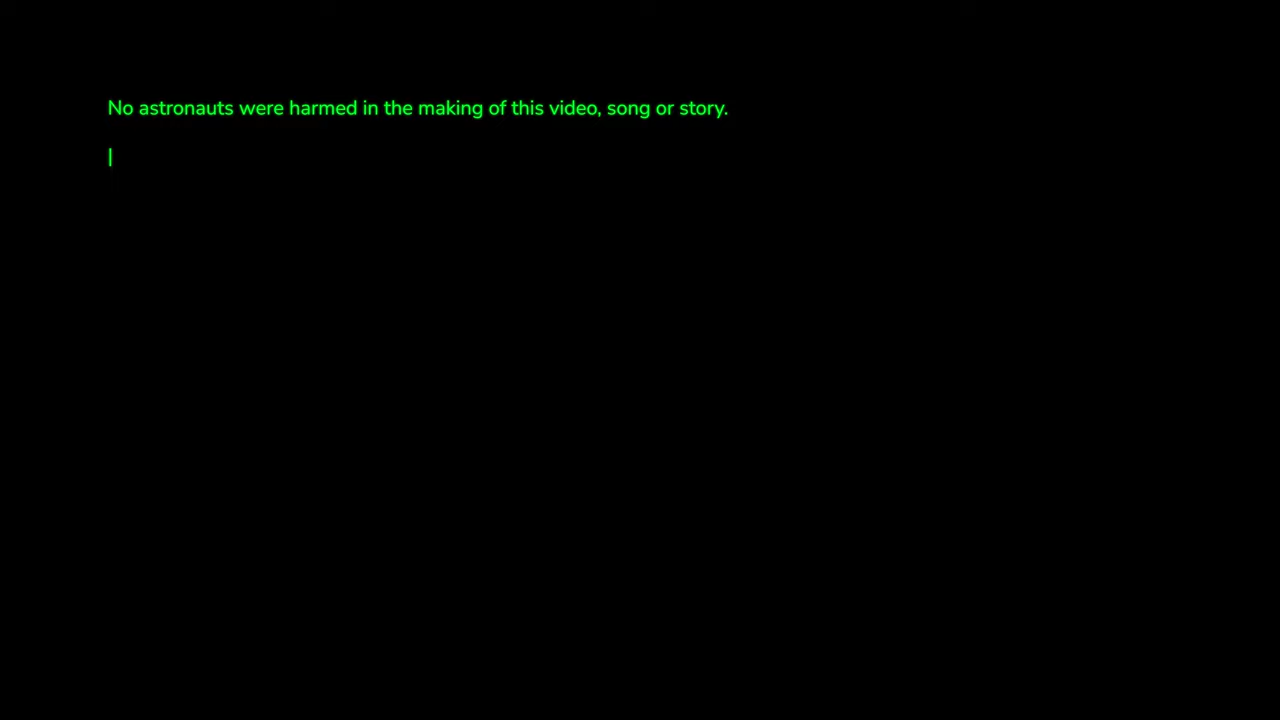 No astronauts were harmed in the making of this video, song or story.